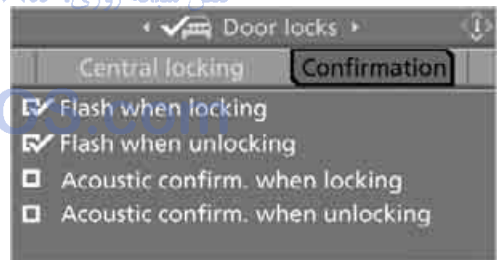 Door locks
Central locking Confirmation
Flash when locking
Flash when unlocking
Acoustic confirm. when locking
Acoustic confirm. when unlocking